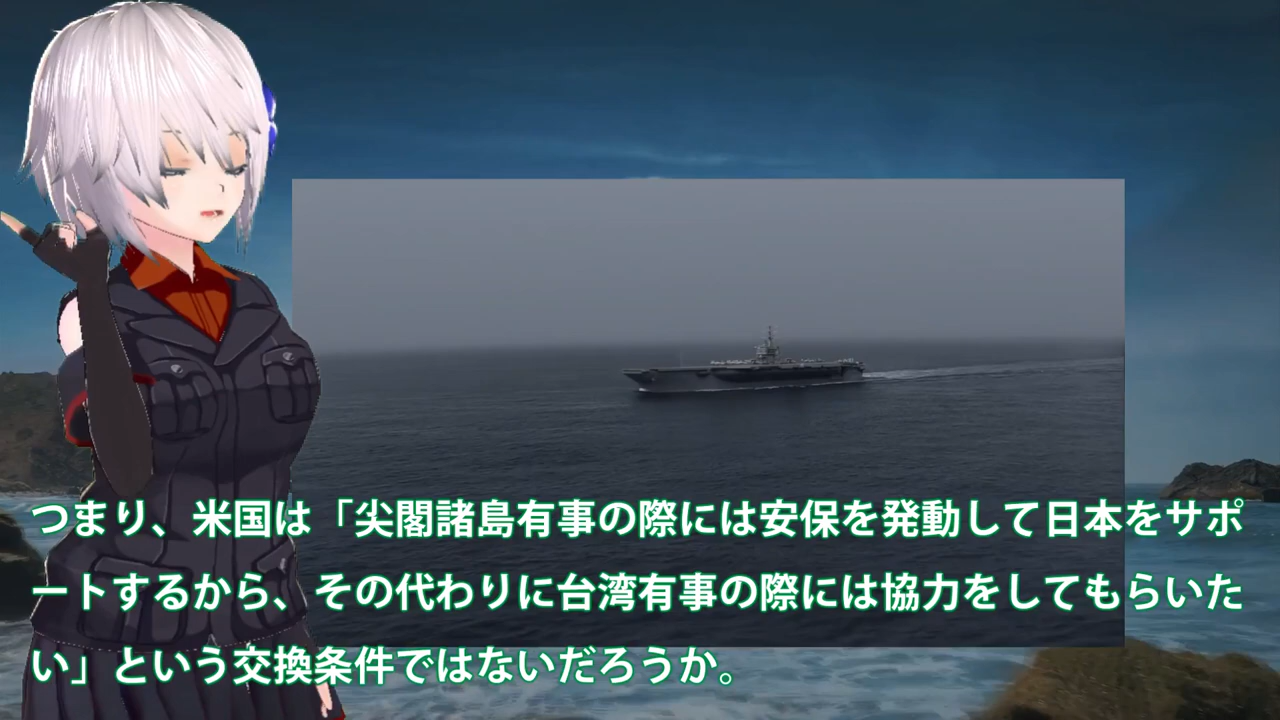 つまり、米国は「尖閣諸島有事の際には安保を発動して日本をサポ
ートするから、その代わりに台湾有事の際には協力をしてもらいた
い」という交換条件ではないだろうか。